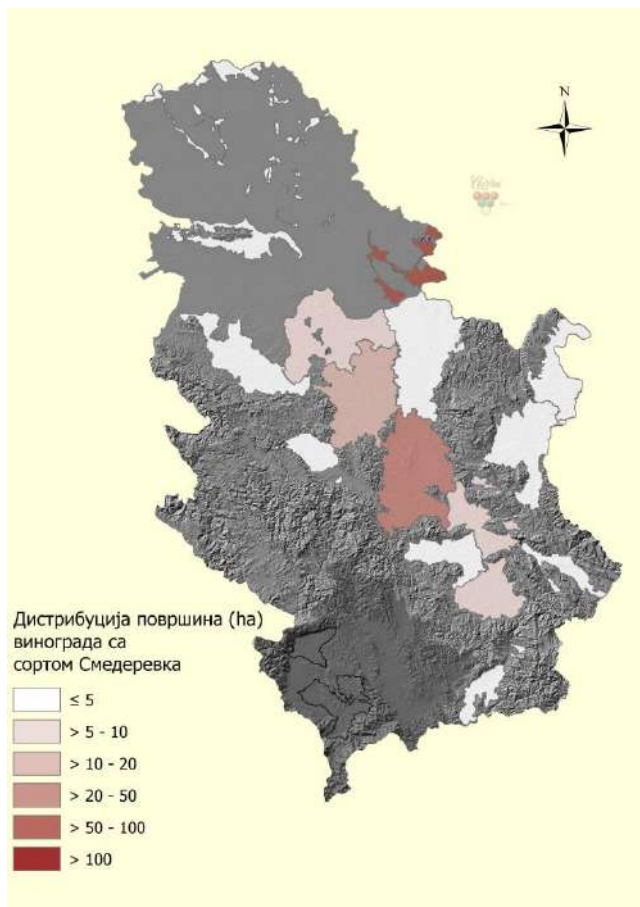 N
Дистрибуција површина (ha)
винограда са
сортом Смедеревка
≤ 5
> 5 - 10
> 10 - 20
> 20 - 50
> 50 - 100
> 100